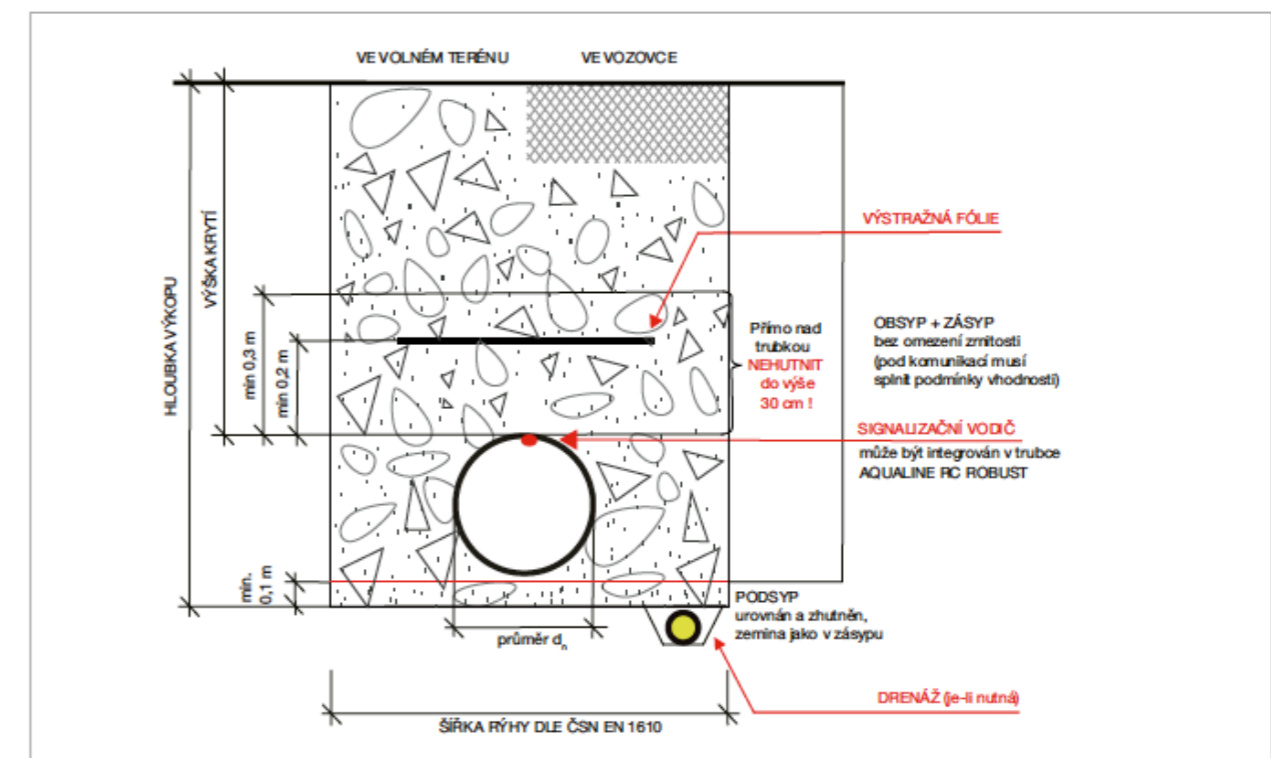 VE VOLNÉM TERÉNU
VE VOZOVCE
HLOUBKA VÝKOPU
VÝŠKA KRYTÍ
min 0,3 m
min 0,2 m
min.
0,1 m
VÝSTRAŽNÁ FÓLIE
Přímo nad
trubkou
NEHUTNIT
do výše
30 cm !
OBSYP + ZÁSYP
bez omezení zrnitosti
(pod komunikací musí
splnit podmínky vhodnosti)
SIGNALIZAČNÍ VODIČ
může být integrován v trubce
AQUALINE RC ROBUST
PODSYP
urovnán a zhutněn,
zemina jako v zásypu
průměr dn
DRENÁŽ (je-li nutná)
ŠÍŘKA RÝHY DLE ČSN EN 1610